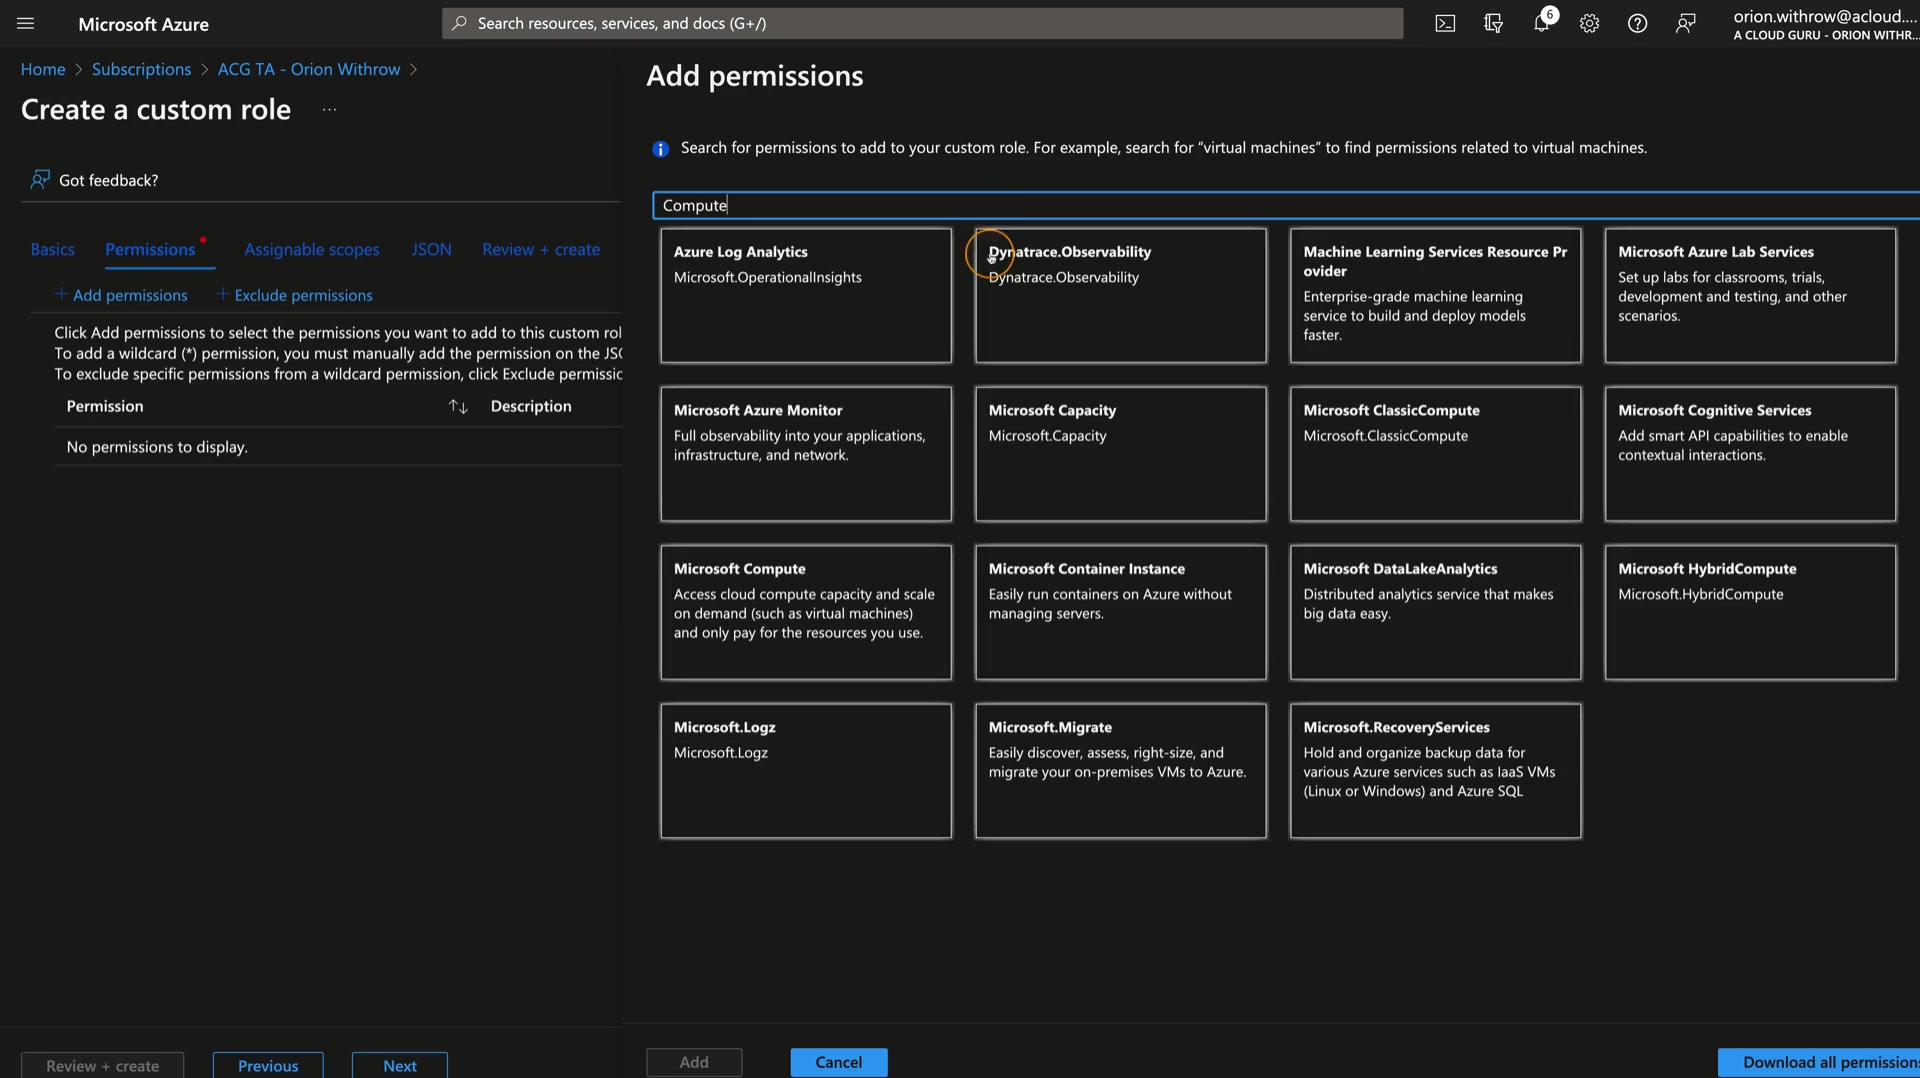 Microsoft Azure
Search resources, services, and docs (G+/)
6
orion.withrow@acloud....
A CLOUD GURU - ORION WITHR...
Home > Subscriptions > ACG TA - Orion Withrow >
Create a custom role ...
Got feedback?
Basics Permissions Assignable scopes JSON Review + create
+ Add permissions + Exclude permissions
Click Add permissions to select the permissions you want to add to this custom rol
To add a wildcard (*) permission, you must manually add the permission on the JSO
To exclude specific permissions from a wildcard permission, click Exclude permissio
Permission ↑↓ Description
No permissions to display.
Review + create Previous Next
Add permissions
Search for permissions to add to your custom role. For example, search for “virtual machines” to find permissions related to virtual machines.
Compute
Azure Log Analytics
Microsoft.OperationalInsights
Dynatrace.Observability
Dynatrace.Observability
Machine Learning Services Resource Pr
ovider
Enterprise-grade machine learning
service to build and deploy models
faster.
Microsoft Azure Lab Services
Set up labs for classrooms, trials,
development and testing, and other
scenarios.
Microsoft Azure Monitor
Full observability into your applications,
infrastructure, and network.
Microsoft Capacity
Microsoft.Capacity
Microsoft ClassicCompute
Microsoft.ClassicCompute
Microsoft Cognitive Services
Add smart API capabilities to enable
contextual interactions.
Microsoft Compute
Access cloud compute capacity and scale
on demand (such as virtual machines)
and only pay for the resources you use.
Microsoft Container Instance
Easily run containers on Azure without
managing servers.
Microsoft DataLakeAnalytics
Distributed analytics service that makes
big data easy.
Microsoft HybridCompute
Microsoft.HybridCompute
Microsoft.Logz
Microsoft.Logz
Microsoft.Migrate
Easily discover, assess, right-size, and
migrate your on-premises VMs to Azure.
Microsoft.RecoveryServices
Hold and organize backup data for
various Azure services such as IaaS VMs
(Linux or Windows) and Azure SQL
Add Cancel Download all permissions